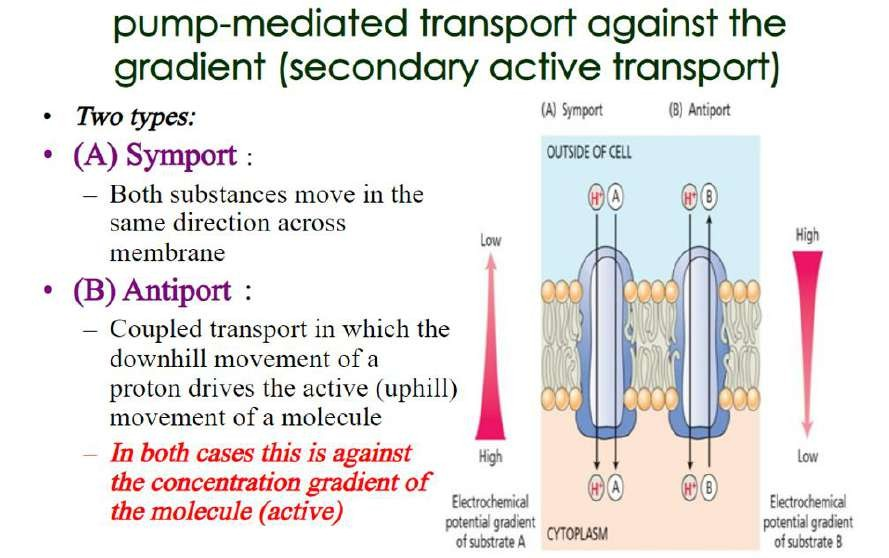 pump-mediated transport against the
gradient (secondary active transport)
• Two types:
• (A) Symport :
– Both substances move in the
same direction across
membrane
• (B) Antiport :
– Coupled transport in which the
downhill movement of a
proton drives the active (uphill)
movement of a molecule
– In both cases this is against
the concentration gradient of
the molecule (active)
(A) Symport
(B) Antiport
OUTSIDE OF CELL
H+ A
H+ B
Low
High
High
Low
H+ A
H+ B
Electrochemical
potential gradient
of substrate A
CYTOPLASM
Electrochemical
potential gradient
of substrate B